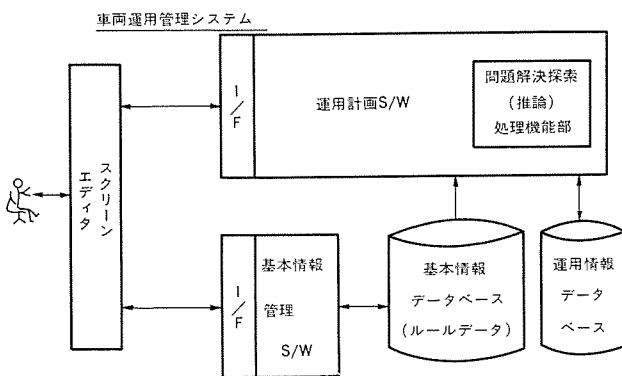 車両運用管理システム
I/F
運用計画S/W
問題解決探索
(推論)
処理機能部
スクリーン
エディタ
I/F
基本情報
管理
S/W
基本情報
データベース
(ルールデータ)
運用情報
データ
ベース